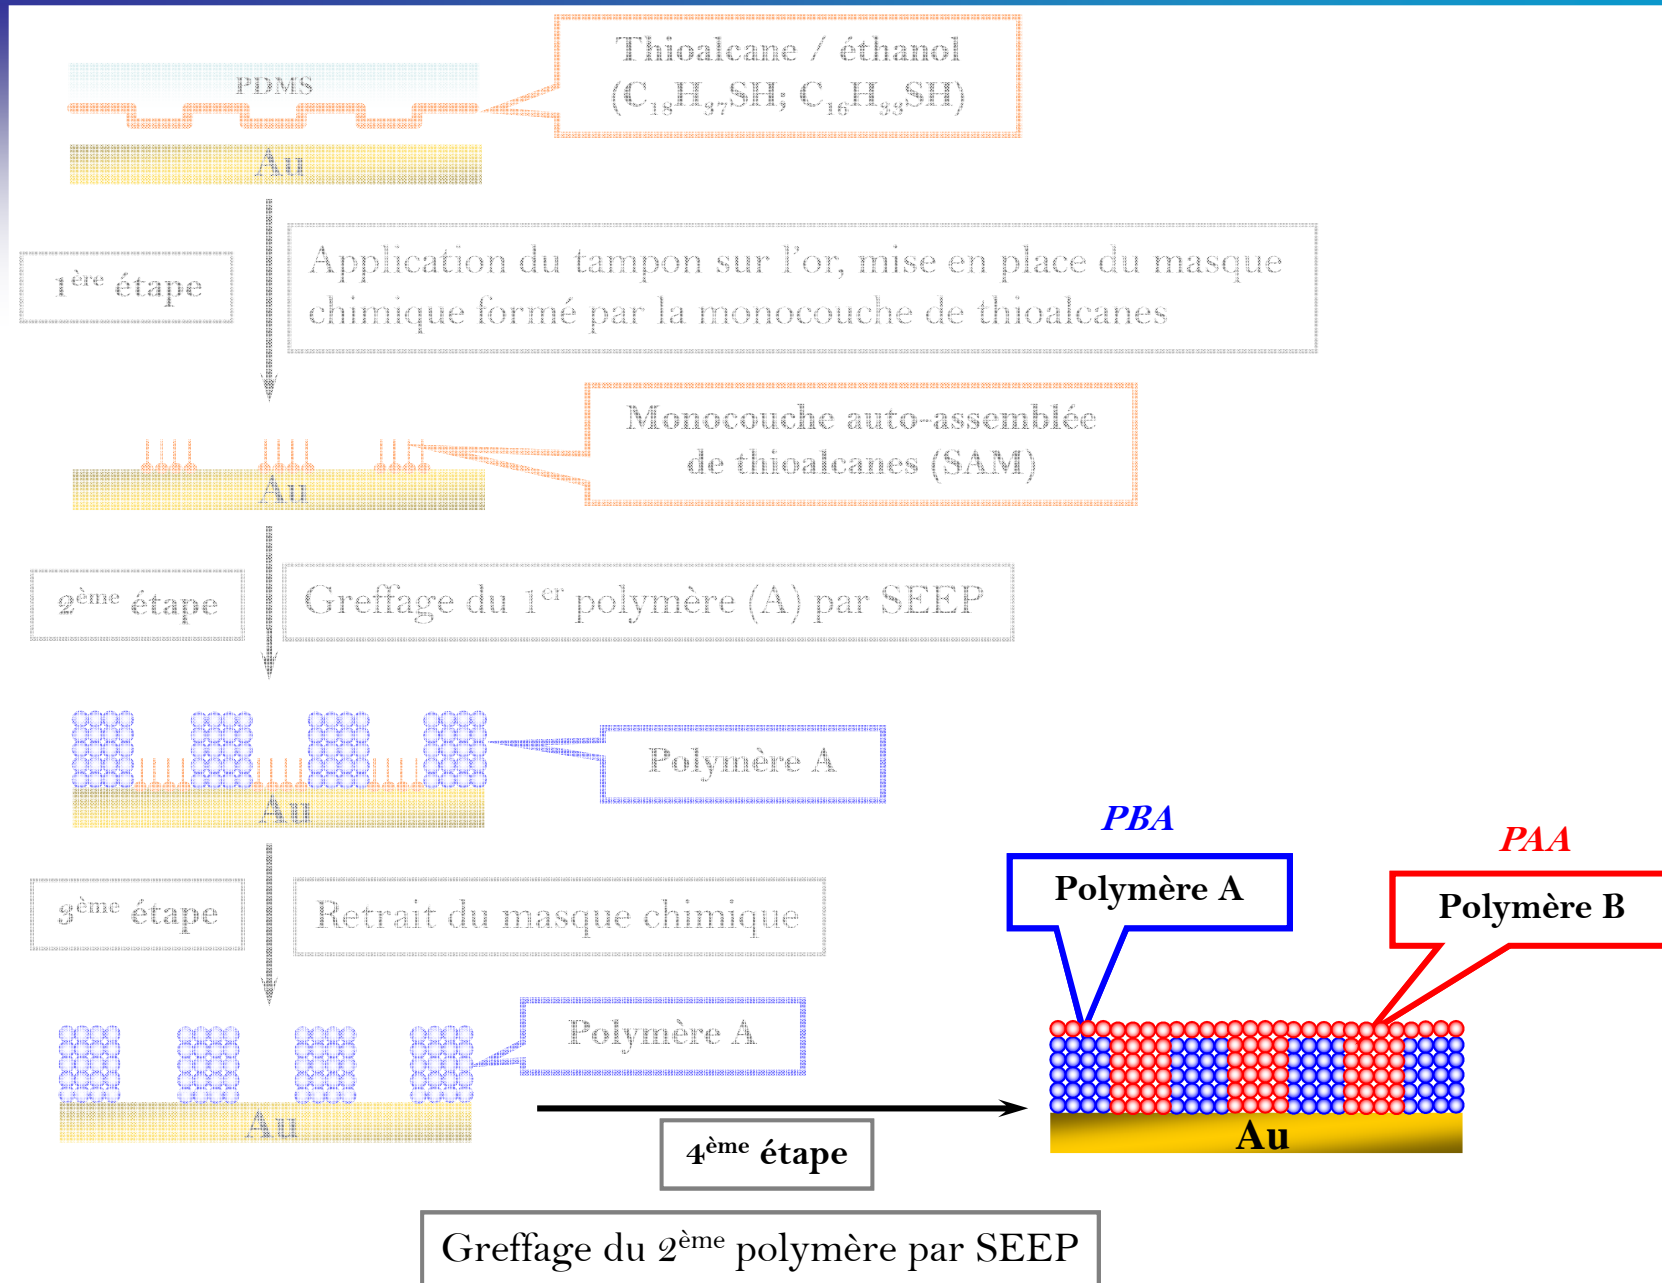 Thioalcane / éthanol
(C₁₈H₃₇SH; C₁₆H₃₃SH)
PDMS
Au
1ère étape
Application du tampon sur l'or, mise en place du masque
chimique formé par la monocouche de thioalcanes
Monocouche auto-assemblée
de thioalcanes (SAM)
Au
2ème étape
Greffage du 1er polymère (A) par SEEP
Polymère A
Au
3ème étape
Retrait du masque chimique
Polymère A
Au
PBA
Polymère A
PAA
Polymère B
Au
4ème étape
Greffage du 2ème polymère par SEEP